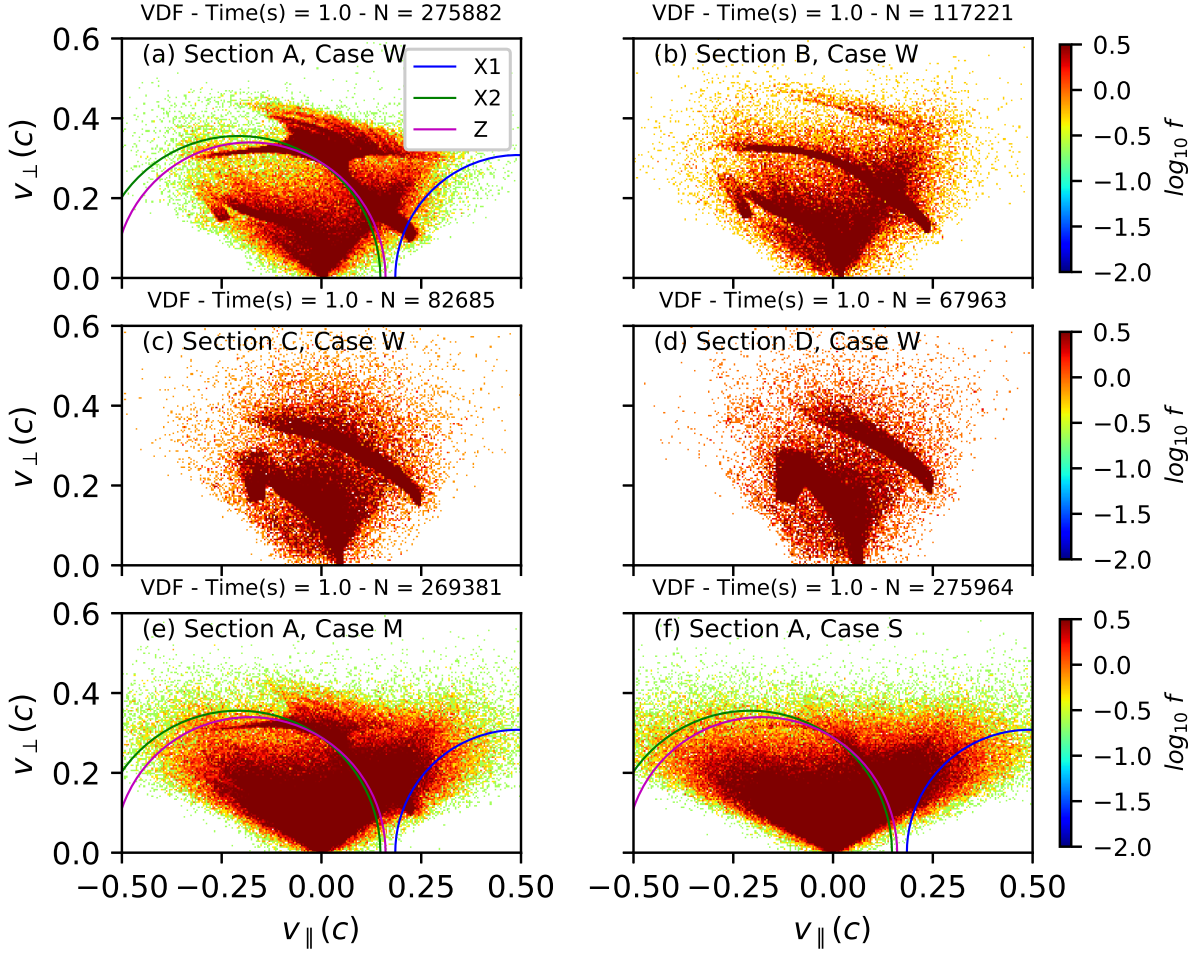 VDF - Time(s) = 1.0 - N = 275882
VDF - Time(s) = 1.0 - N = 117221
0.6
0.4
0.2
0.0
v⊥(c)
(a) Section A, Case W
X1
X2
Z
(b) Section B, Case W
0.5
0.0
−0.5
−1.0
−1.5
−2.0
log₁₀ f
VDF - Time(s) = 1.0 - N = 82685
VDF - Time(s) = 1.0 - N = 67963
0.6
0.4
0.2
0.0
v⊥(c)
(c) Section C, Case W
(d) Section D, Case W
0.5
0.0
−0.5
−1.0
−1.5
−2.0
log₁₀ f
VDF - Time(s) = 1.0 - N = 269381
VDF - Time(s) = 1.0 - N = 275964
0.6
0.4
0.2
0.0
v⊥(c)
(e) Section A, Case M
(f) Section A, Case S
0.5
0.0
−0.5
−1.0
−1.5
−2.0
log₁₀ f
−0.50 −0.25 0.00 0.25 0.50
−0.50 −0.25 0.00 0.25 0.50
v∥(c)
v∥(c)